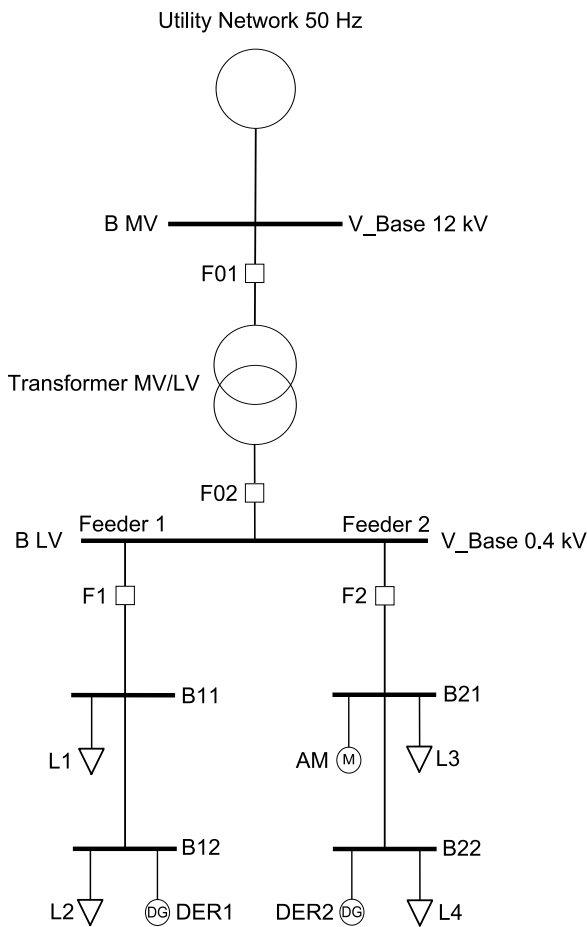 Utility Network 50 Hz
B MV V_Base 12 kV
F01
Transformer MV/LV
F02
Feeder 1 Feeder 2
B LV V_Base 0.4 kV
F1 F2
B11 B21
L1 AM M L3
B12 B22
L2 DG DER1 DER2 DG L4